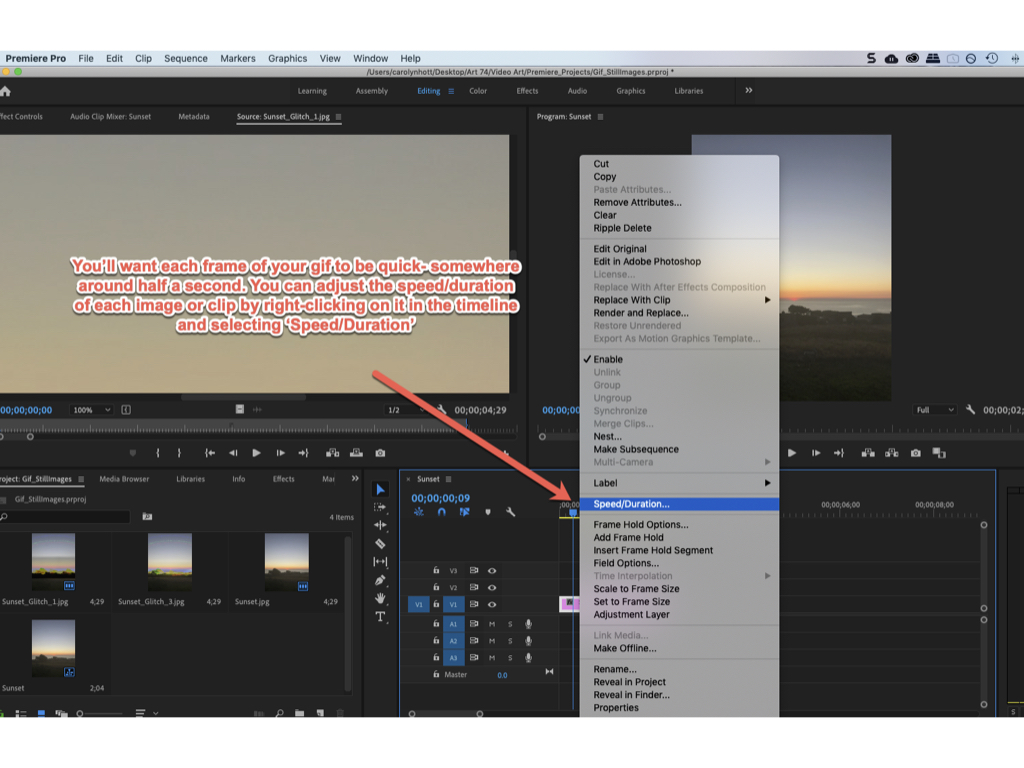 Premiere Pro File Edit Clip Sequence Markers Graphics View Window Help
/Users/carolynhott/Desktop/Art 74/Video Art/Premiere_Projects/Gif_StillImages.prproj *
Learning Assembly Editing Color Effects Audio Graphics Libraries
ffect Controls Audio Clip Mixer: Sunset Metadata Source: Sunset_Glitch_1.jpg
Program: Sunset
You'll want each frame of your gif to be quick- somewhere
around half a second. You can adjust the speed/duration
of each image or clip by right-clicking on it in the timeline
and selecting 'Speed/Duration'
00;00;00;00 100% 1/2 00;00;04;29
00;00;00 Full 00;00;02;
Cut
Copy
Paste Attributes...
Remove Attributes...
Clear
Ripple Delete
Edit Original
Edit in Adobe Photoshop
License...
Replace With After Effects Composition
Replace With Clip
Render and Replace...
Restore Unrendered
Export As Motion Graphics Template...
Enable
Unlink
Group
Ungroup
Synchronize
Merge Clips...
Nest...
Make Subsequence
Multi-Camera
Label
Speed/Duration...
Frame Hold Options...
Add Frame Hold
Insert Frame Hold Segment
Field Options...
Time Interpolation
Scale to Frame Size
Set to Frame Size
Adjustment Layer
Link Media...
Make Offline...
Rename...
Reveal in Project
Reveal in Finder...
Properties
roject: Gif_StillImages Media Browser Libraries Info Effects Mar
Gif_StillImages.prproj
4 Items
Sunset_Glitch_1.jpg 4;29 Sunset_Glitch_3.jpg 4;29 Sunset.jpg 4;29
Sunset 2;04
× Sunset
00;00;00;09
;00;00 00;00;06;00 00;00;08;00
V3
V2
V1 V1
A1 M S
A2 M S
A3 M S
Master 0.0
S